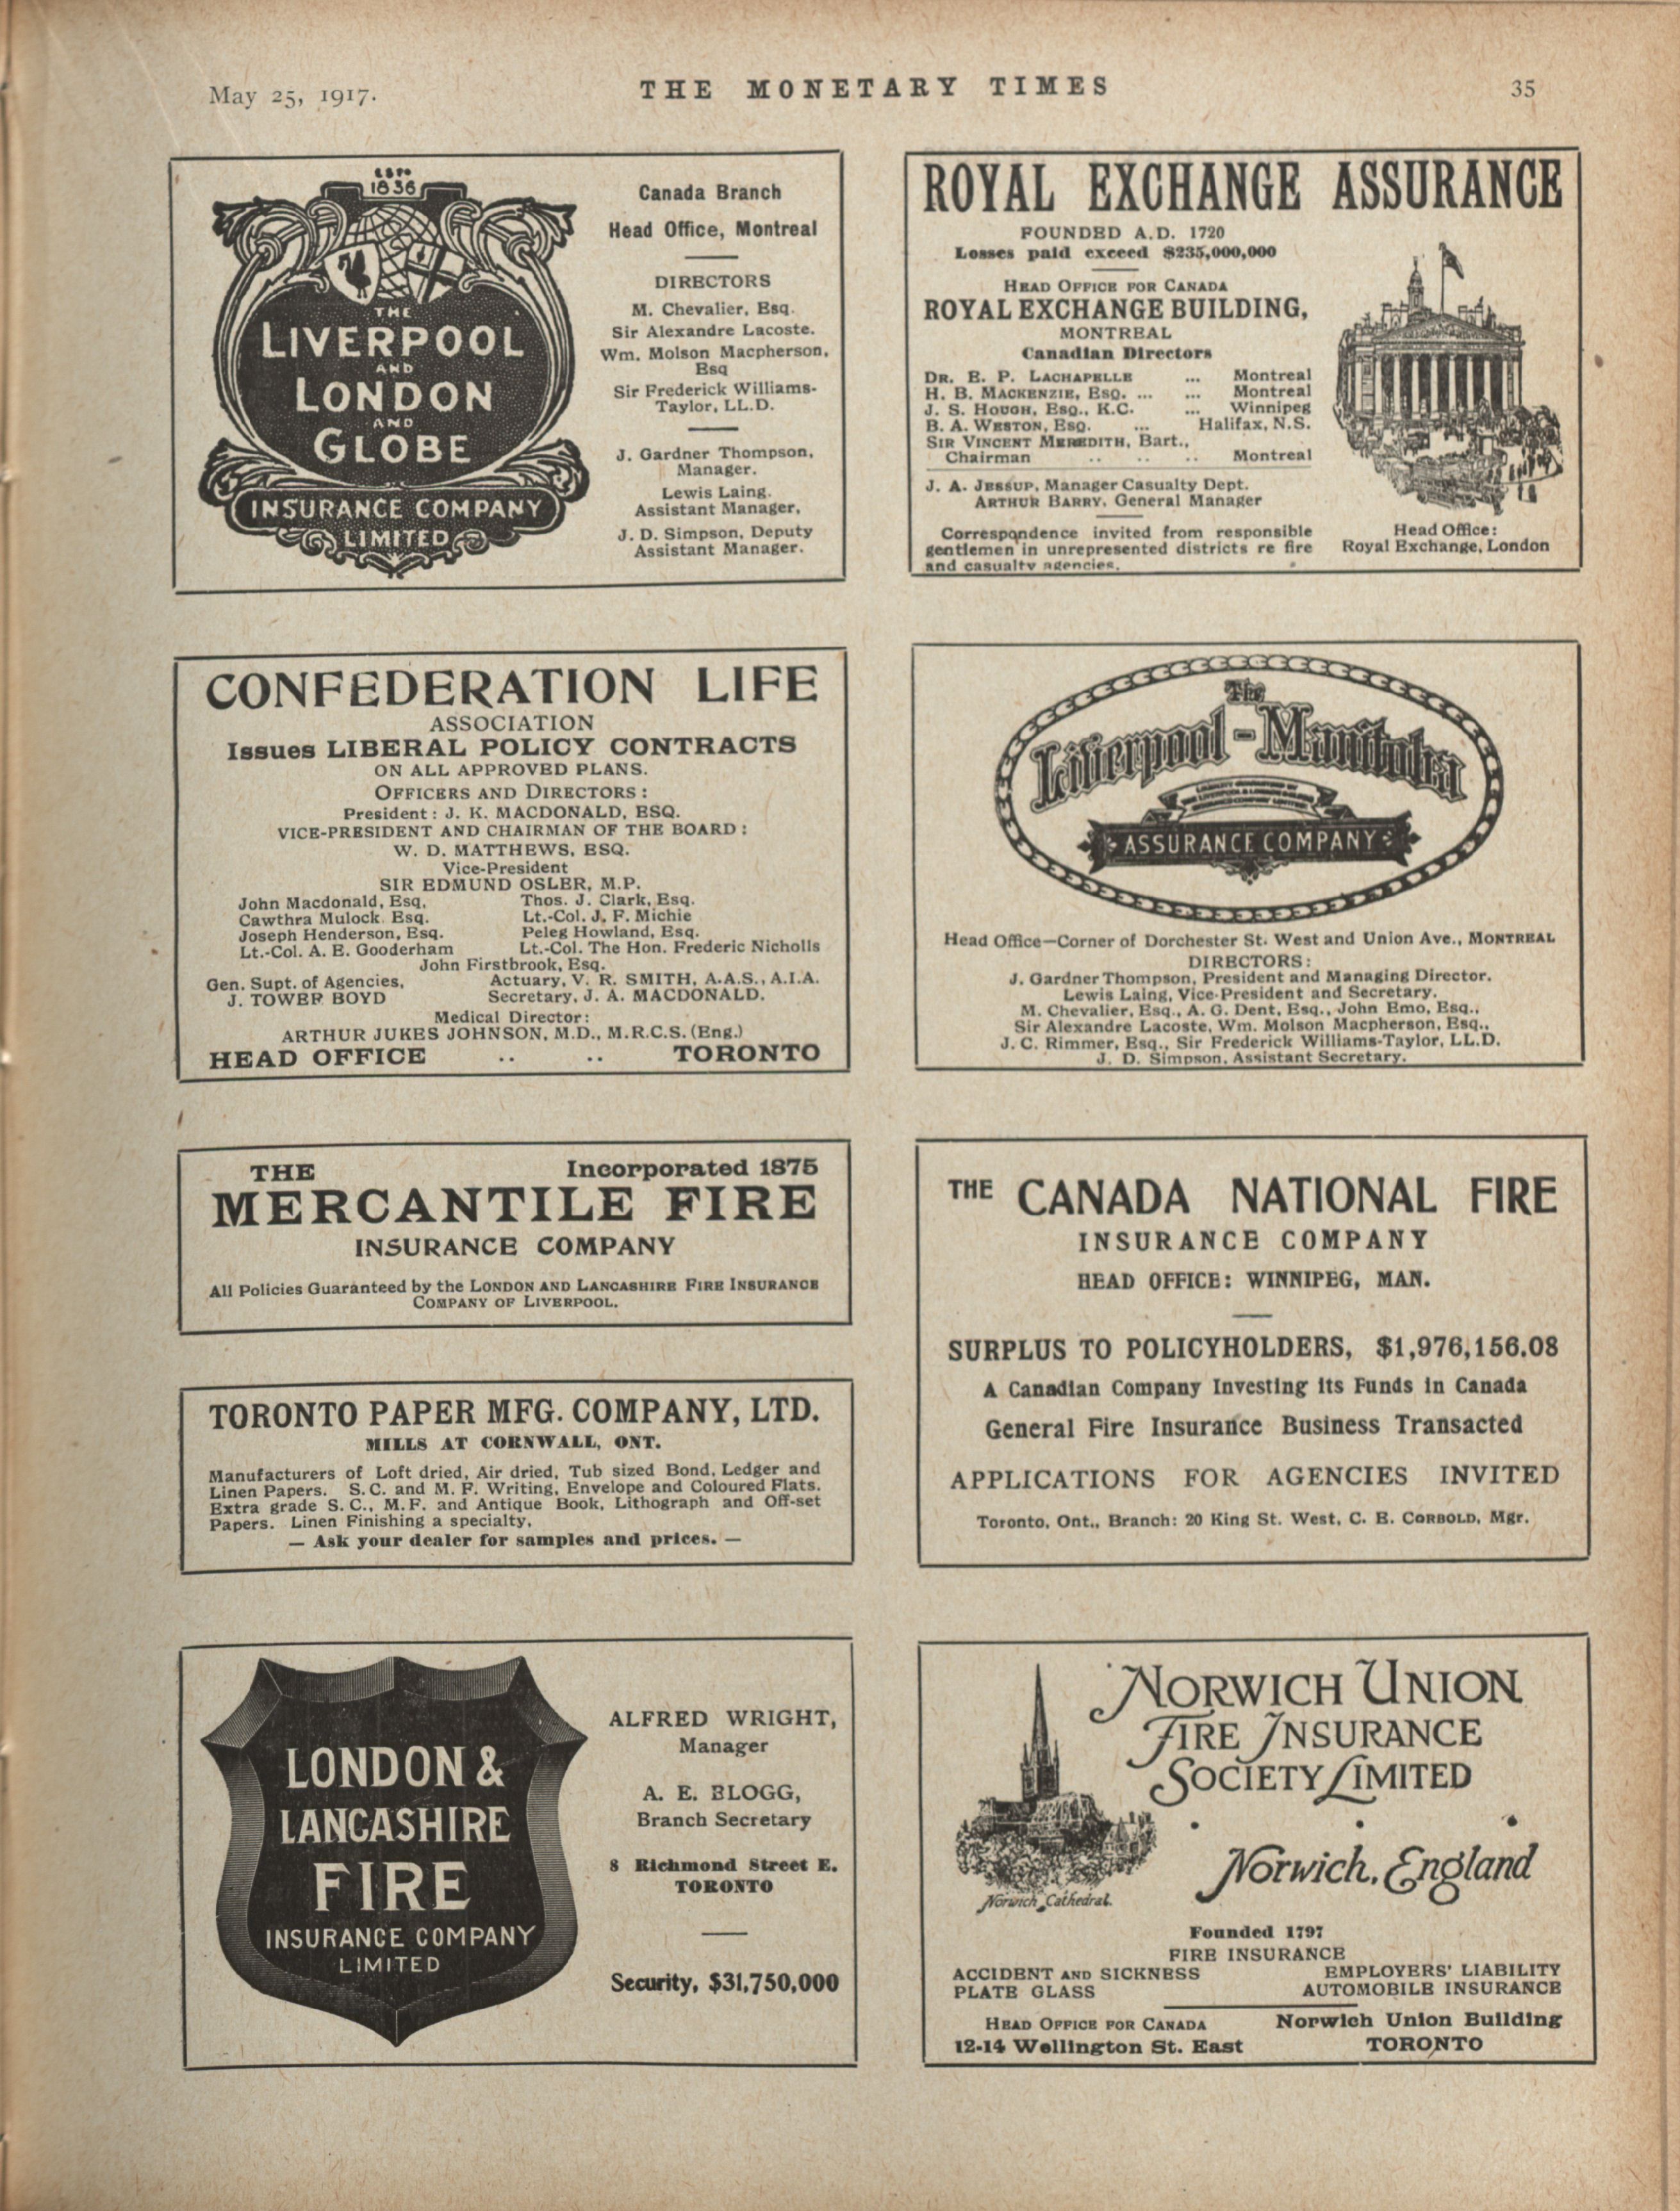 May 25, 1917.
THE MONETARY TIMES
35
ESTD
1836
THE
LIVERPOOL
AND
LONDON
AND
GLOBE
INSURANCE COMPANY
LIMITED
Canada Branch
Head Office, Montreal
DIRECTORS
M. Chevalier, Esq.
Sir Alexandre Lacoste.
Wm. Molson Macpherson,
Esq
Sir Frederick Williams-
Taylor, LL.D.
J. Gardner Thompson,
Manager.
Lewis Laing.
Assistant Manager,
J. D. Simpson, Deputy
Assistant Manager.
ROYAL EXCHANGE ASSURANCE
FOUNDED A.D. 1720
Losses paid exceed $235,000,000
HEAD OFFICE FOR CANADA
ROYAL EXCHANGE BUILDING,
MONTREAL
Canadian Directors
DR. E. P. LACHAPELLE ... Montreal
H. B. MACKENZIE, ESQ. ... ... Montreal
J. S. HOUGH, ESQ., K.C. ... Winnipeg
B. A. WESTON, ESQ. ... Halifax, N.S.
SIR VINCENT MEREDITH, Bart.,
Chairman .. .. .. Montreal
J. A. JESSUP, Manager Casualty Dept.
ARTHUR BARRY, General Manager
Correspondence invited from responsible
gentlemen in unrepresented districts re fire
and casualty agencies.
Head Office:
Royal Exchange, London
CONFEDERATION LIFE
ASSOCIATION
Issues LIBERAL POLICY CONTRACTS
ON ALL APPROVED PLANS.
OFFICERS AND DIRECTORS :
President : J. K. MACDONALD, ESQ.
VICE-PRESIDENT AND CHAIRMAN OF THE BOARD :
W. D. MATTHEWS, ESQ.
Vice-President
SIR EDMUND OSLER, M.P.
John Macdonald, Esq. Thos. J. Clark, Esq.
Cawthra Mulock. Esq. Lt.-Col. J. F. Michie
Joseph Henderson, Esq. Peleg Howland, Esq.
Lt.-Col. A. E. Gooderham Lt.-Col. The Hon. Frederic Nicholls
John Firstbrook, Esq.
Gen. Supt. of Agencies, Actuary, V. R. SMITH, A.A.S., A.I.A.
J. TOWER BOYD Secretary, J. A. MACDONALD.
Medical Director:
ARTHUR JUKES JOHNSON, M.D., M.R.C.S. (Eng.)
HEAD OFFICE .. .. TORONTO
The
Liverpool-Manitoba
ASSURANCE COMPANY
Head Office—Corner of Dorchester St. West and Union Ave., MONTREAL
DIRECTORS:
J. Gardner Thompson, President and Managing Director.
Lewis Laing, Vice-President and Secretary.
M. Chevalier, Esq., A. G. Dent, Esq., John Emo, Esq.,
Sir Alexandre Lacoste, Wm. Molson Macpherson, Esq.,
J. C. Rimmer, Esq., Sir Frederick Williams-Taylor, LL.D.
J. D. Simpson, Assistant Secretary.
THE Incorporated 1875
MERCANTILE FIRE
INSURANCE COMPANY
All Policies Guaranteed by the LONDON AND LANCASHIRE FIRE INSURANCE
COMPANY OF LIVERPOOL.
THE CANADA NATIONAL FIRE
INSURANCE COMPANY
HEAD OFFICE: WINNIPEG, MAN.
SURPLUS TO POLICYHOLDERS, $1,976,156.08
A Canadian Company Investing its Funds in Canada
General Fire Insurance Business Transacted
APPLICATIONS FOR AGENCIES INVITED
Toronto, Ont., Branch: 20 King St. West, C. E. CORBOLD, Mgr.
TORONTO PAPER MFG. COMPANY, LTD.
MILLS AT CORNWALL, ONT.
Manufacturers of Loft dried, Air dried, Tub sized Bond, Ledger and
Linen Papers. S. C. and M. F. Writing, Envelope and Coloured Flats.
Extra grade S. C., M. F. and Antique Book, Lithograph and Off-set
Papers. Linen Finishing a specialty.
— Ask your dealer for samples and prices. —
LONDON &
LANCASHIRE
FIRE
INSURANCE COMPANY
LIMITED
ALFRED WRIGHT,
Manager
A. E. BLOGG,
Branch Secretary
8 Richmond Street E.
TORONTO
Security, $31,750,000
NORWICH UNION
FIRE INSURANCE
SOCIETY LIMITED
Norwich, England
Norwich Cathedral.
Founded 1797
FIRE INSURANCE
ACCIDENT AND SICKNESS EMPLOYERS' LIABILITY
PLATE GLASS AUTOMOBILE INSURANCE
HEAD OFFICE FOR CANADA Norwich Union Building
12-14 Wellington St. East TORONTO